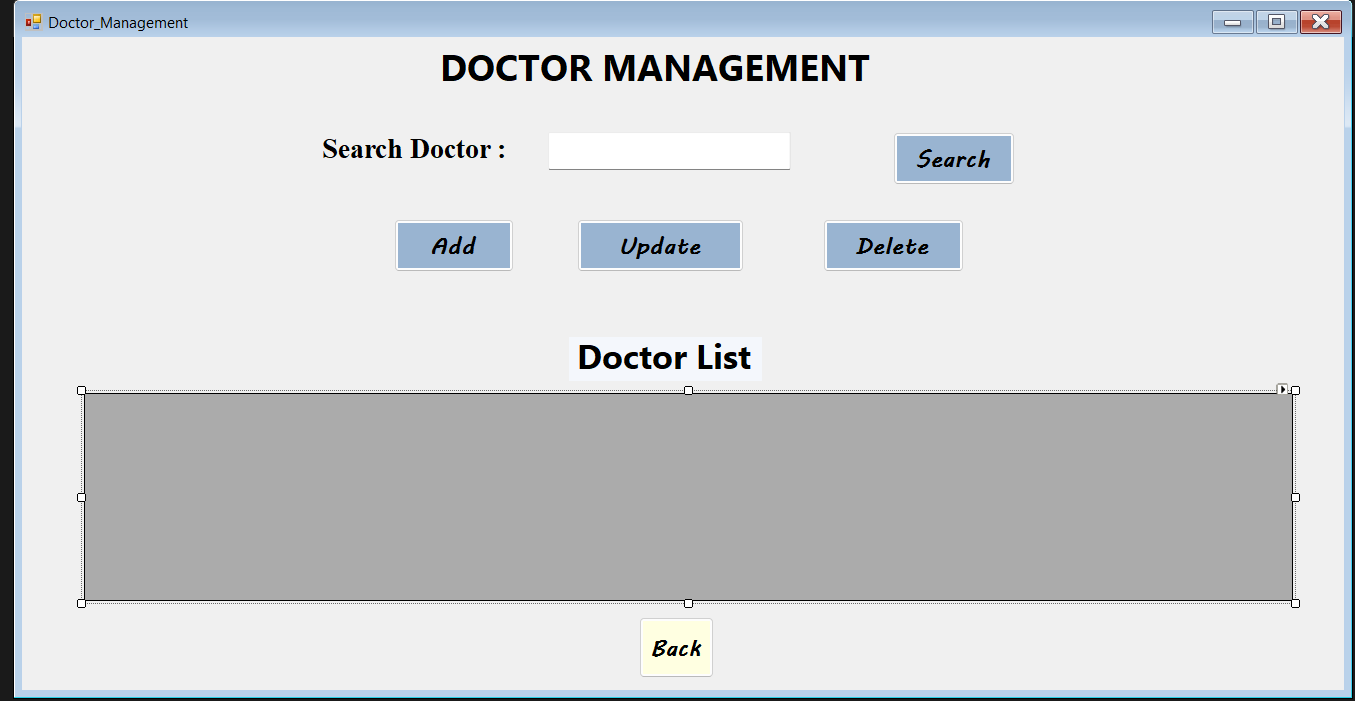 Doctor_Management
DOCTOR MANAGEMENT
Search Doctor :
Search
Add
Update
Delete
Doctor List
Back